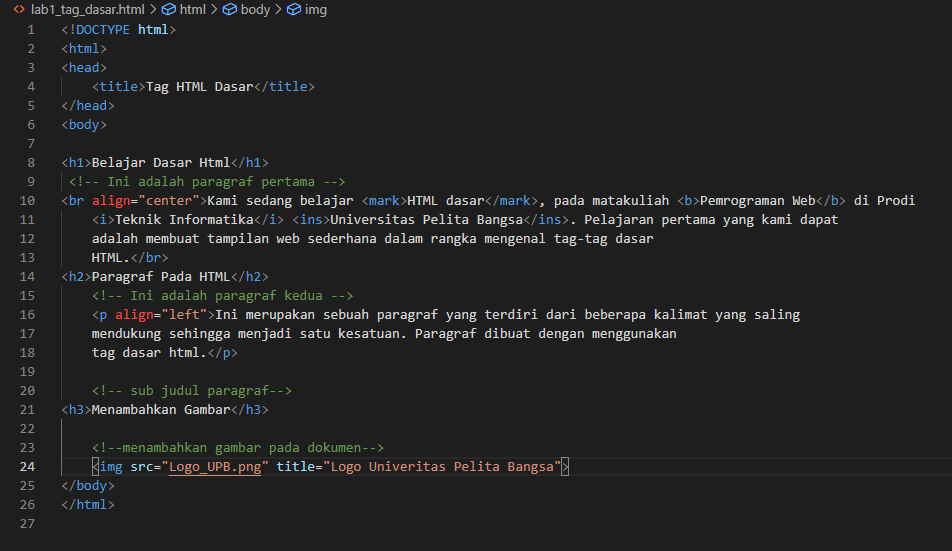 lab1_tag_dasar.html > html > body > img
1 <!DOCTYPE html>
2 <html>
3 <head>
4 <title>Tag HTML Dasar</title>
5 </head>
6 <body>
7
8 <h1>Belajar Dasar Html</h1>
9 <!-- Ini adalah paragraf pertama -->
10 <br align="center">Kami sedang belajar <mark>HTML dasar</mark>, pada matakuliah <b>Pemrograman Web</b> di Prodi
11 <i>Teknik Informatika</i> <ins>Universitas Pelita Bangsa</ins>. Pelajaran pertama yang kami dapat
12 adalah membuat tampilan web sederhana dalam rangka mengenal tag-tag dasar
13 HTML.</br>
14 <h2>Paragraf Pada HTML</h2>
15 <!-- Ini adalah paragraf kedua -->
16 <p align="left">Ini merupakan sebuah paragraf yang terdiri dari beberapa kalimat yang saling
17 mendukung sehingga menjadi satu kesatuan. Paragraf dibuat dengan menggunakan
18 tag dasar html.</p>
19
20 <!-- sub judul paragraf-->
21 <h3>Menambahkan Gambar</h3>
22
23 <!--menambahkan gambar pada dokumen-->
24 <img src="Logo_UPB.png" title="Logo Univeritas Pelita Bangsa">
25 </body>
26 </html>
27